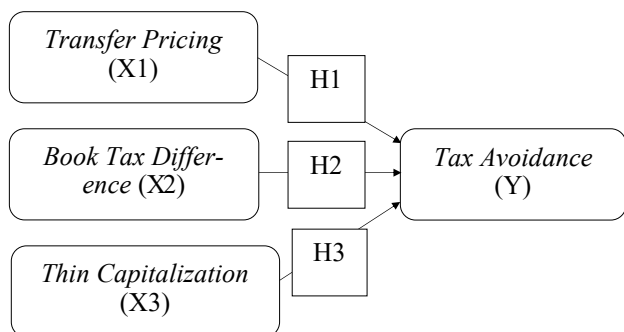 Transfer Pricing
(X1)
H1
Book Tax Differ-
ence (X2)
H2
Tax Avoidance
(Y)
Thin Capitalization
(X3)
H3